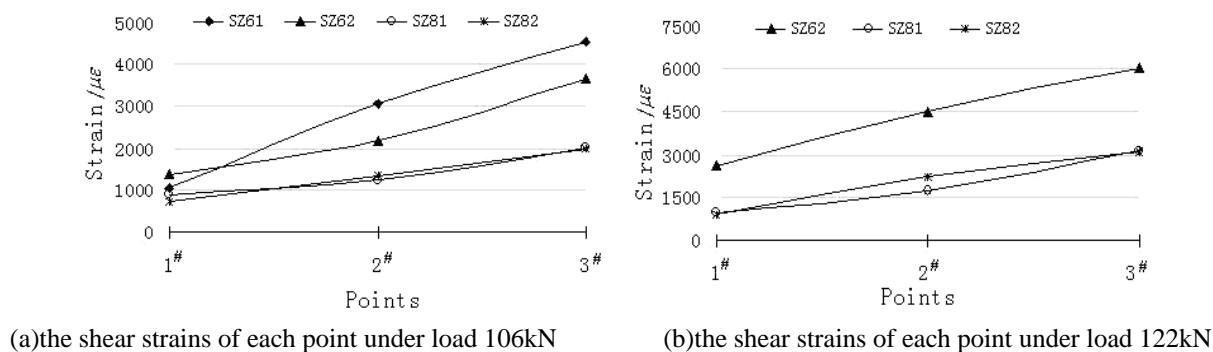 SZ61 SZ62 SZ81 SZ82
5000
4000
3000
2000
1000
0
Strain/με
1# 2# 3#
Points
(a)the shear strains of each point under load 106kN
SZ62 SZ81 SZ82
7500
6000
4500
3000
1500
0
Strain/με
1# 2# 3#
Points
(b)the shear strains of each point under load 122kN